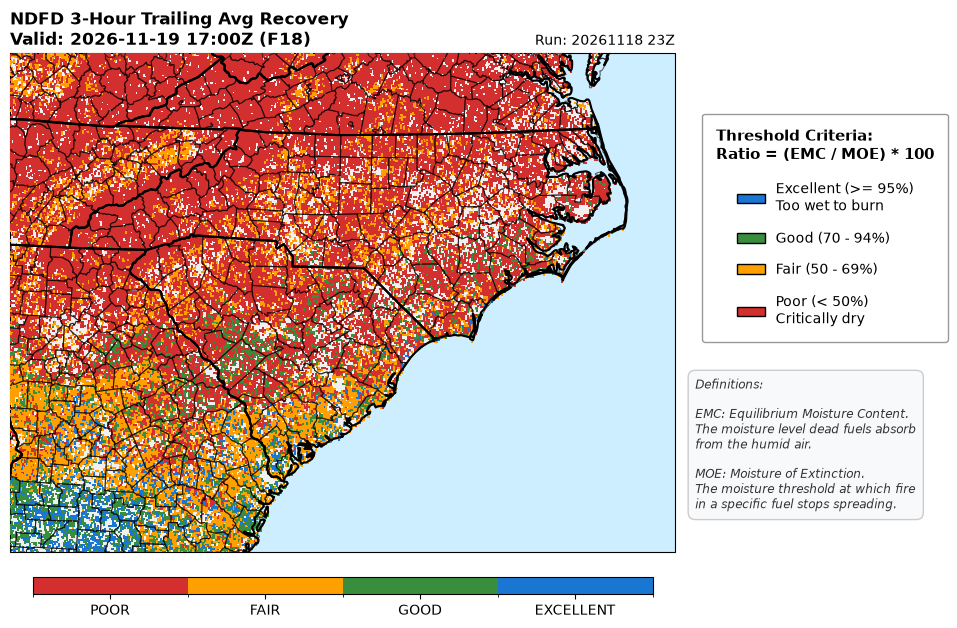 NDFD 3-Hour Trailing Avg Recovery
Valid: 2026-11-19 17:00Z (F18)
Run: 20261118 23Z
Threshold Criteria:
Ratio = (EMC / MOE) * 100
Excellent (>= 95%)
Too wet to burn
Good (70 - 94%)
Fair (50 - 69%)
Poor (< 50%)
Critically dry
Definitions:
EMC: Equilibrium Moisture Content.
The moisture level dead fuels absorb
from the humid air.
MOE: Moisture of Extinction.
The moisture threshold at which fire
in a specific fuel stops spreading.
POOR
FAIR
GOOD
EXCELLENT